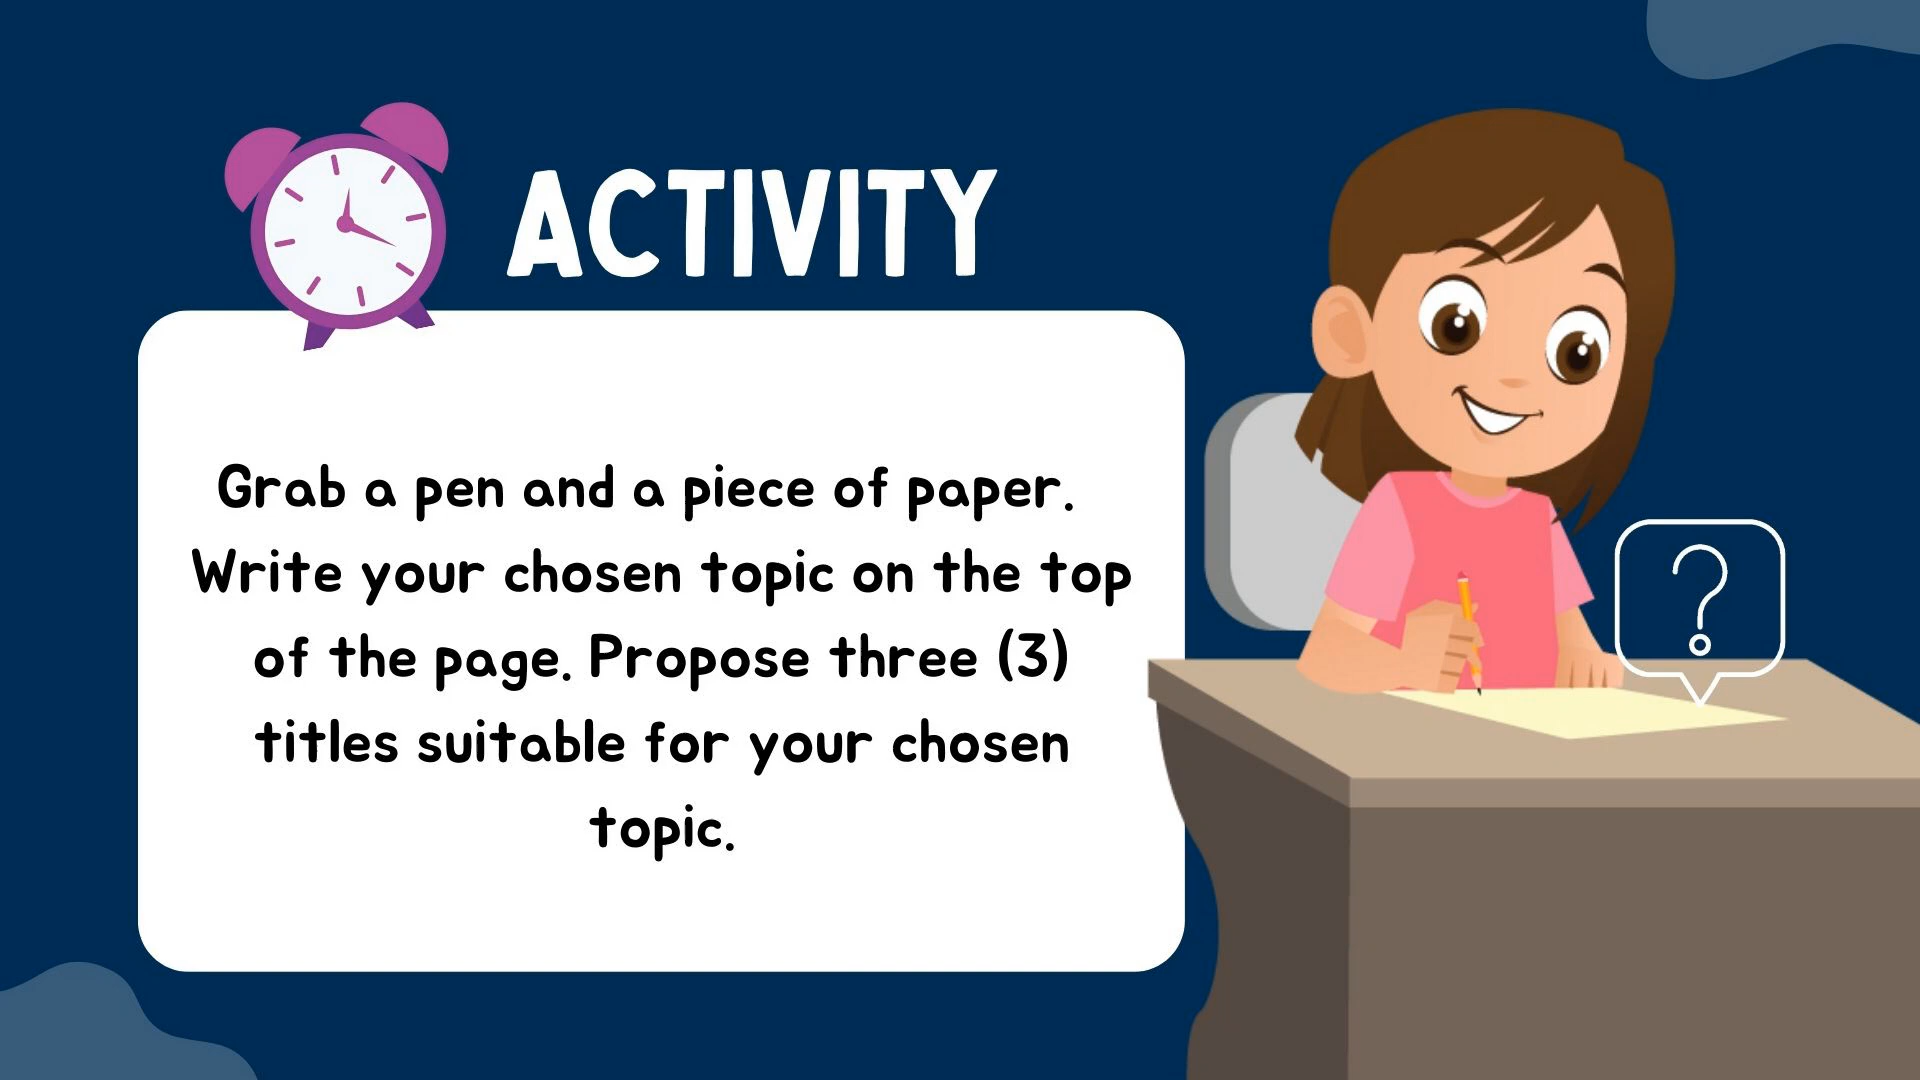 ACTIVITY
Grab a pen and a piece of paper.
Write your chosen topic on the top
of the page. Propose three (3)
titles suitable for your chosen
topic.
?